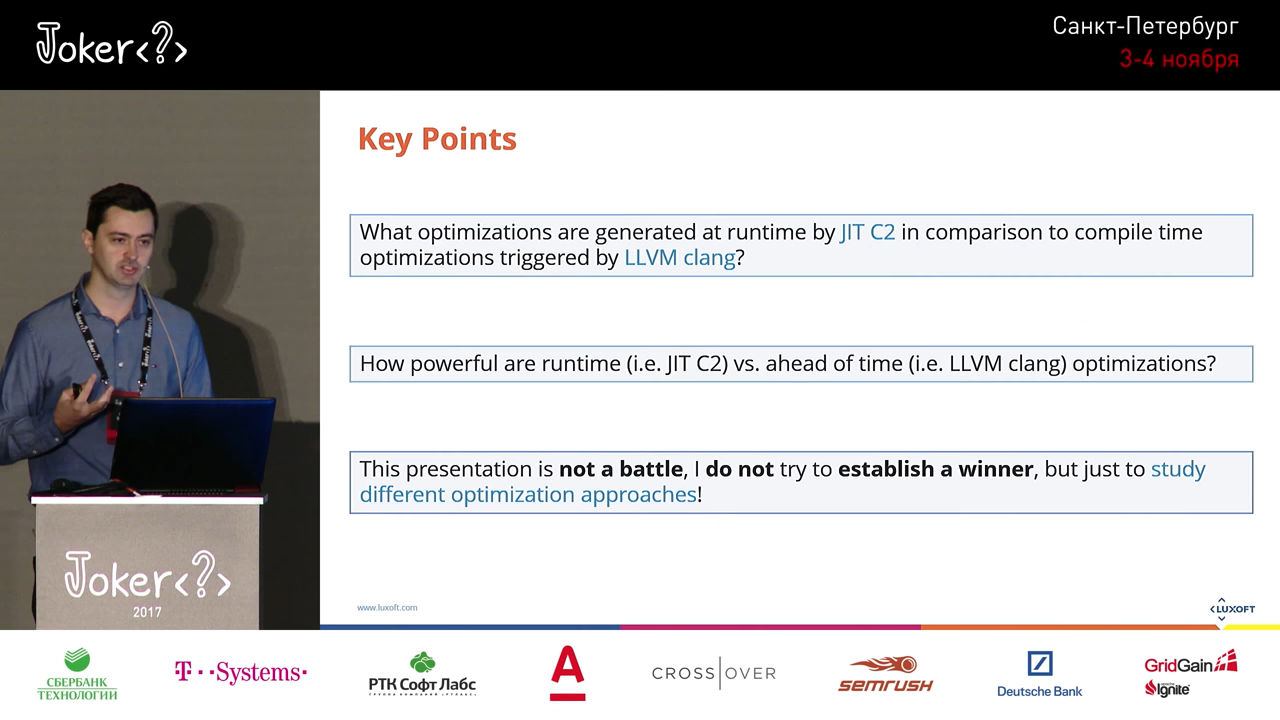 Joker<?>
Санкт-Петербург
3-4 ноября
Key Points
What optimizations are generated at runtime by JIT C2 in comparison to compile time
optimizations triggered by LLVM clang?
How powerful are runtime (i.e. JIT C2) vs. ahead of time (i.e. LLVM clang) optimizations?
This presentation is not a battle, I do not try to establish a winner, but just to study
different optimization approaches!
www.luxoft.com
LUXOFT
Joker<?>
2017
СБЕРБАНК
ТЕХНОЛОГИИ
T··Systems·
РТК Софт Лабс
ГРУППА КОМПАНИЙ «РУСТЭК»
A
CROSSOVER
semrush
Deutsche Bank
GridGain
Ignite